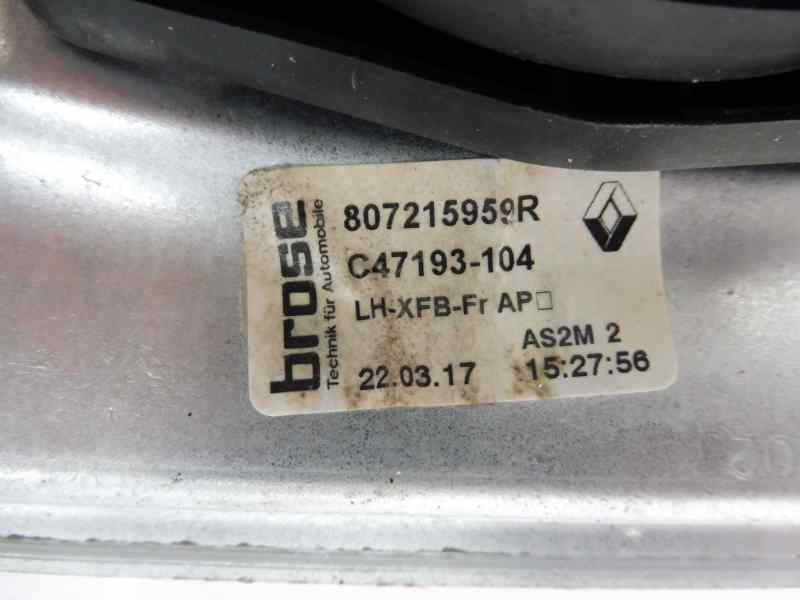 brose
Technik für Automobile
807215959R
C47193-104
LH-XFB-Fr AP□
AS2M 2
22.03.17 15:27:56